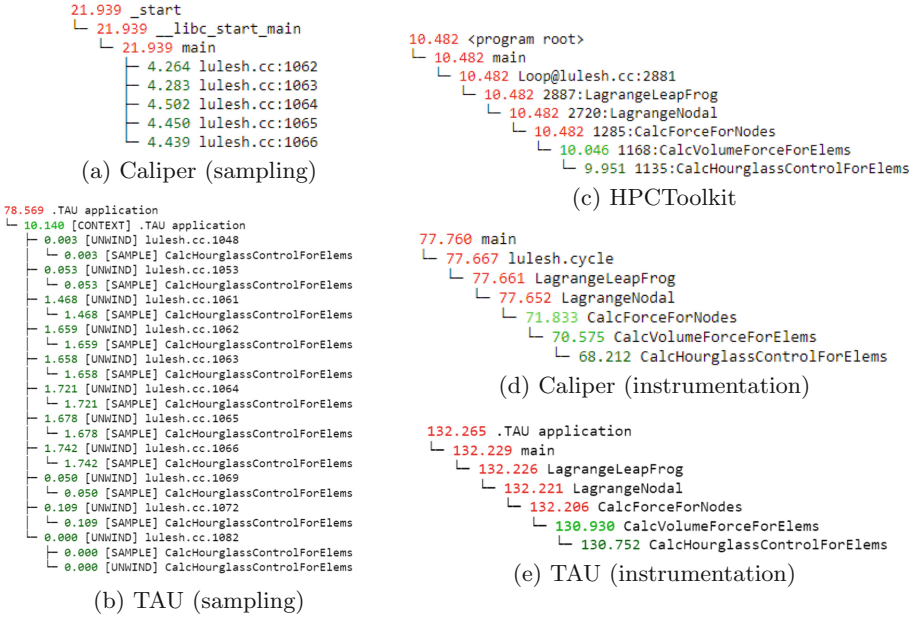 21.939 _start
└─ 21.939 __libc_start_main
└─ 21.939 main
├─ 4.264 lulesh.cc:1062
├─ 4.283 lulesh.cc:1063
├─ 4.502 lulesh.cc:1064
├─ 4.450 lulesh.cc:1065
└─ 4.439 lulesh.cc:1066
(a) Caliper (sampling)
78.569 .TAU application
└─ 10.140 [CONTEXT] .TAU application
├─ 0.003 [UNWIND] lulesh.cc.1048
│ └─ 0.003 [SAMPLE] CalcHourglassControlForElems
├─ 0.053 [UNWIND] lulesh.cc.1053
│ └─ 0.053 [SAMPLE] CalcHourglassControlForElems
├─ 1.468 [UNWIND] lulesh.cc.1061
│ └─ 1.468 [SAMPLE] CalcHourglassControlForElems
├─ 1.659 [UNWIND] lulesh.cc.1062
│ └─ 1.659 [SAMPLE] CalcHourglassControlForElems
├─ 1.658 [UNWIND] lulesh.cc.1063
│ └─ 1.658 [SAMPLE] CalcHourglassControlForElems
├─ 1.721 [UNWIND] lulesh.cc.1064
│ └─ 1.721 [SAMPLE] CalcHourglassControlForElems
├─ 1.678 [UNWIND] lulesh.cc.1065
│ └─ 1.678 [SAMPLE] CalcHourglassControlForElems
├─ 1.742 [UNWIND] lulesh.cc.1066
│ └─ 1.742 [SAMPLE] CalcHourglassControlForElems
├─ 0.050 [UNWIND] lulesh.cc.1069
│ └─ 0.050 [SAMPLE] CalcHourglassControlForElems
├─ 0.109 [UNWIND] lulesh.cc.1072
│ └─ 0.109 [SAMPLE] CalcHourglassControlForElems
└─ 0.000 [UNWIND] lulesh.cc.1082
├─ 0.000 [SAMPLE] CalcHourglassControlForElems
└─ 0.000 [UNWIND] CalcHourglassControlForElems
(b) TAU (sampling)
10.482 <program root>
└─ 10.482 main
└─ 10.482 Loop@lulesh.cc:2881
└─ 10.482 2887:LagrangeLeapFrog
└─ 10.482 2720:LagrangeNodal
└─ 10.482 1285:CalcForceForNodes
└─ 10.046 1168:CalcVolumeForceForElems
└─ 9.951 1135:CalcHourglassControlForElems
(c) HPCToolkit
77.760 main
└─ 77.667 lulesh.cycle
└─ 77.661 LagrangeLeapFrog
└─ 77.652 LagrangeNodal
└─ 71.833 CalcForceForNodes
└─ 70.575 CalcVolumeForceForElems
└─ 68.212 CalcHourglassControlForElems
(d) Caliper (instrumentation)
132.265 .TAU application
└─ 132.229 main
└─ 132.226 LagrangeLeapFrog
└─ 132.221 LagrangeNodal
└─ 132.206 CalcForceForNodes
└─ 130.930 CalcVolumeForceForElems
└─ 130.752 CalcHourglassControlForElems
(e) TAU (instrumentation)